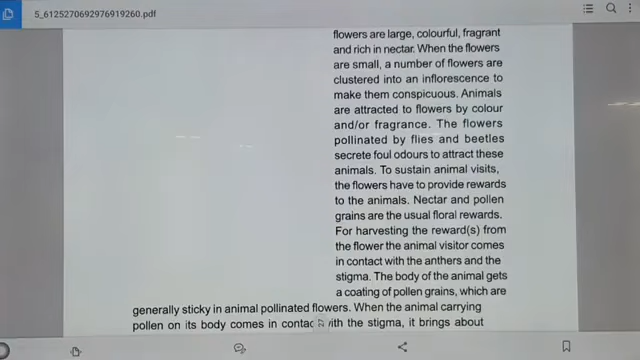 5_6125270692976919260.pdf
flowers are large, colourful, fragrant
and rich in nectar. When the flowers
are small, a number of flowers are
clustered into an inflorescence to
make them conspicuous. Animals
are attracted to flowers by colour
and/or fragrance. The flowers
pollinated by flies and beetles
secrete foul odours to attract these
animals. To sustain animal visits,
the flowers have to provide rewards
to the animals. Nectar and pollen
grains are the usual floral rewards.
For harvesting the reward(s) from
the flower the animal visitor comes
in contact with the anthers and the
stigma. The body of the animal gets
a coating of pollen grains, which are
generally sticky in animal pollinated flowers. When the animal carrying
pollen on its body comes in contact with the stigma, it brings about